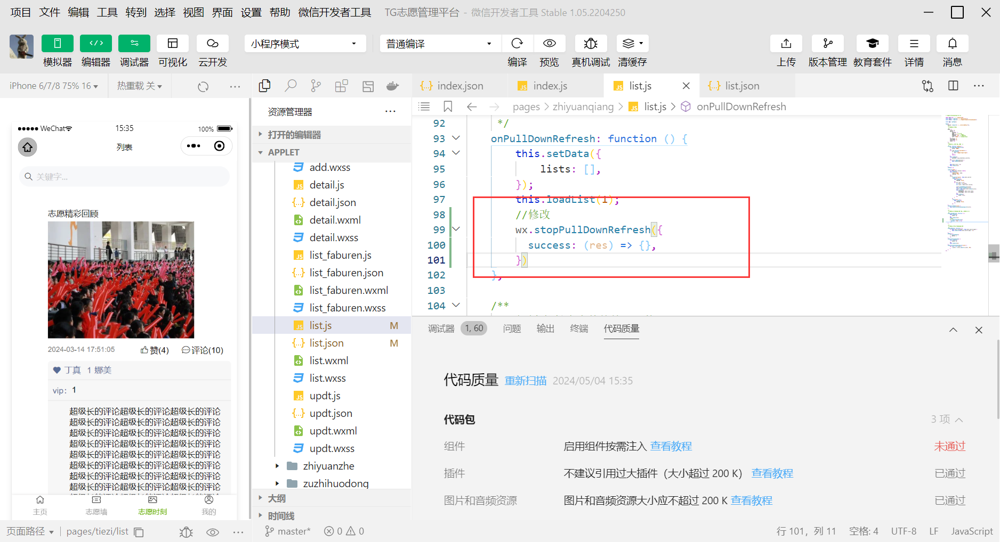 项目 文件 编辑 工具 转到 选择 视图 界面 设置 帮助 微信开发者工具 TG志愿管理平台 - 微信开发者工具 Stable 1.05.2204250
模拟器 编辑器 调试器 可视化 云开发
小程序模式
普通编译
编译 预览 真机调试 清缓存
上传 版本管理 教育套件 详情 消息
iPhone 6/7/8 75% 16
热重载 关
WeChat
15:35
100%
列表
关键字...
志愿精彩回顾
2024-03-14 17:51:05
赞(4)
评论(10)
丁真 1 娜美
vip: 1
超级长的评论超级长的评论超级长的评论
超级长的评论超级长的评论超级长的评论
超级长的评论超级长的评论超级长的评论
超级长的评论超级长的评论超级长的评论
超级长的评论超级长的评论超级长的评论
超级长的评论超级长的评论超级长的评论
超级长的评论超级长的评论超级长的评论
超级长的评论超级长的评论超级长的评论
主页 志愿墙 志愿时刻 我的
页面路径 | pages/tiezi/list
资源管理器
打开的编辑器
APPLET
add.wxss
detail.js
detail.json
detail.wxml
detail.wxss
list_faburen.js
list_faburen.json
list_faburen.wxml
list_faburen.wxss
list.js M
list.json M
list.wxml
list.wxss
updt.js
updt.json
updt.wxml
updt.wxss
zhiyuanzhe
zuzhihuodong
大纲
时间线
master* 0 0
index.json
index.js
list.js
list.json
pages > zhiyuanqiang > list.js > onPullDownRefresh
92 */
93 onPullDownRefresh: function () {
94 this.setData({
95 lists: [],
96 });
97 this.loadList(1);
98 //修改
99 wx.stopPullDownRefresh({
100 success: (res) => {},
101 })
102 },
103
104 /**
调试器 1, 60 问题 输出 终端 代码质量
代码质量 重新扫描 2024/05/04 15:35
代码包 3 项
组件 启用组件按需注入 查看教程 未通过
插件 不建议引用过大插件（大小超过 200 K） 查看教程 已通过
图片和音频资源 图片和音频资源大小应不超过 200 K 查看教程 已通过
行 101，列 11 空格: 4 UTF-8 LF JavaScript